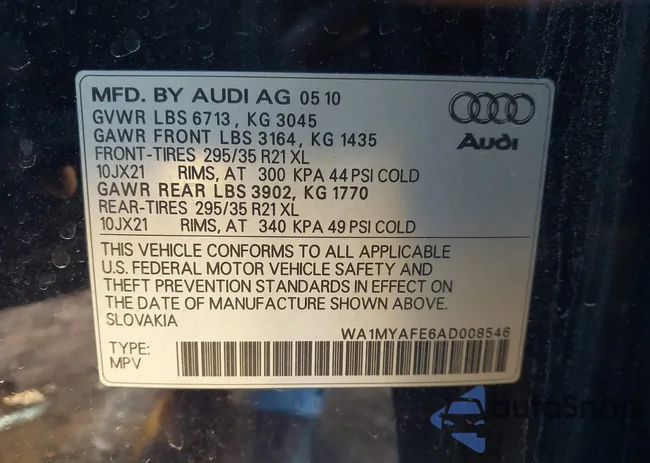 MFD. BY AUDI AG 05 10
GVWR LBS 6713, KG 3045
GAWR FRONT LBS 3164, KG 1435
FRONT-TIRES 295/35 R21 XL
10JX21 RIMS, AT 300 KPA 44 PSI COLD
GAWR REAR LBS 3902, KG 1770
REAR-TIRES 295/35 R21 XL
10JX21 RIMS, AT 340 KPA 49 PSI COLD
Audi
THIS VEHICLE CONFORMS TO ALL APPLICABLE
U.S. FEDERAL MOTOR VEHICLE SAFETY AND
THEFT PREVENTION STANDARDS IN EFFECT ON
THE DATE OF MANUFACTURE SHOWN ABOVE.
SLOVAKIA
WA1MYAFE6AD008546
TYPE:
MPV
autoSnap